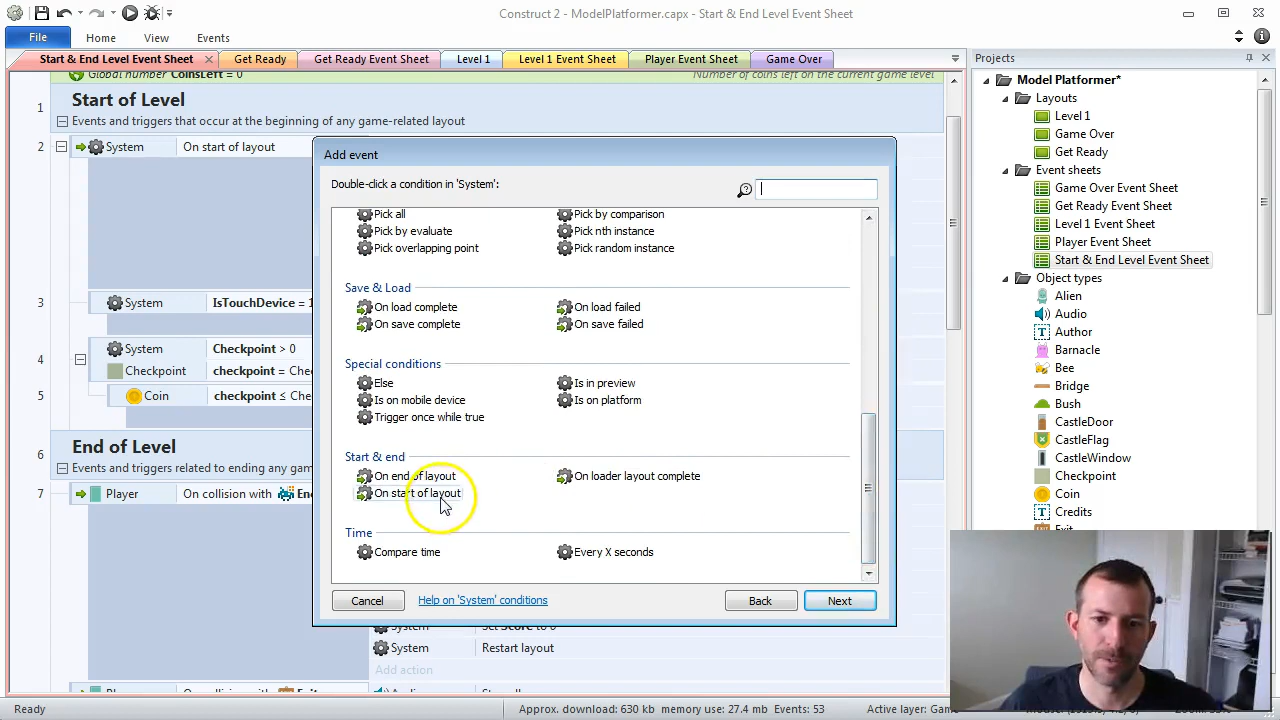 Construct 2 - ModelPlatformer.capx - Start & End Level Event Sheet
File Home View Events
Start & End Level Event Sheet Get Ready Get Ready Event Sheet Level 1 Level 1 Event Sheet Player Event Sheet Game Over
Projects
Global number CoinsLeft = 0 Number of coins left on the current game level
Model Platformer*
Layouts
Level 1
Game Over
Get Ready
Event sheets
Game Over Event Sheet
Get Ready Event Sheet
Level 1 Event Sheet
Player Event Sheet
Start & End Level Event Sheet
Object types
Alien
Audio
Author
Barnacle
Bee
Bridge
Bush
CastleDoor
CastleFlag
CastleWindow
Checkpoint
Coin
Credits
1 Start of Level
Events and triggers that occur at the beginning of any game-related layout
2 System On start of layout
3 System IsTouchDevice = 1
4 System Checkpoint > 0
Checkpoint checkpoint = Che
5 Coin checkpoint ≤ Che
6 End of Level
Events and triggers related to ending any gam
7 Player On collision with En
Add event
Double-click a condition in 'System':
Pick all Pick by comparison
Pick by evaluate Pick nth instance
Pick overlapping point Pick random instance
Save & Load
On load complete On load failed
On save complete On save failed
Special conditions
Else Is in preview
Is on mobile device Is on platform
Trigger once while true
Start & end
On end of layout On loader layout complete
On start of layout
Time
Compare time Every X seconds
Cancel Help on 'System' conditions Back Next
System Set Score to 0
System Restart layout
Add action
Ready Approx. download: 630 kb memory use: 27.4 mb Events: 53 Active layer: Gam